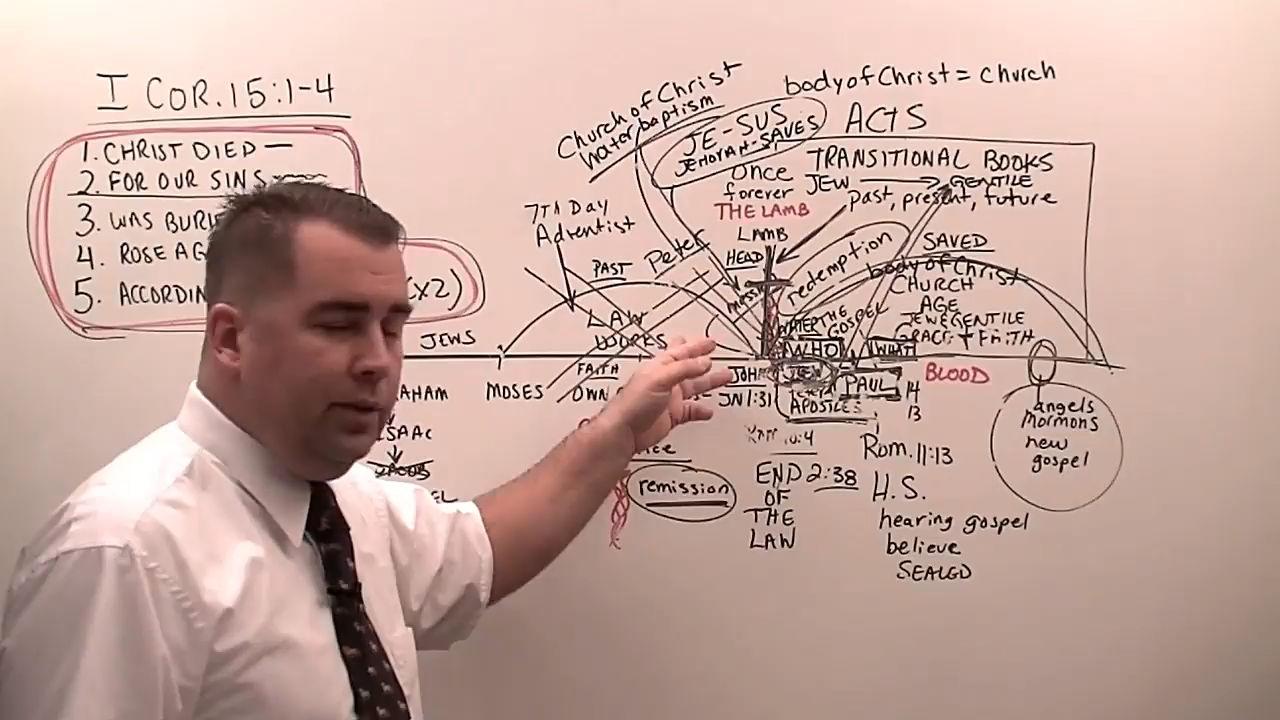 I COR. 15:1-4
1. CHRIST DIED —
2. FOR OUR SINS
3. WAS BURIE
4. ROSE AG
5. ACCORDIN
(X2)
JEWS
HAM
ISAAC
MOSES
Church of Christ
Water baptism
7TH Day
Adventist
PAST
Peter
LAW
WORKS
FAITH
OWN
remission
JE-SUS
JEHOVAH-SAVES
body of Christ = Church
ACTS
TRANSITIONAL BOOKS
JEW → GENTILE
past, present, future
Once
forever
THE LAMB
LAMB
HEAD
redemption
SAVED
body of Christ
CHURCH
AGE
JEW & GENTILE
GRACE + FAITH
WATER THE GOSPEL
WHO
WHAT
JOHN
JN 1:31
JEW
APOSTLES
PAUL
14
13
BLOOD
END 2:38
OF
THE
LAW
Rom. 11:13
H.S.
hearing gospel
believe
SEALED
angels
Mormons
new
gospel